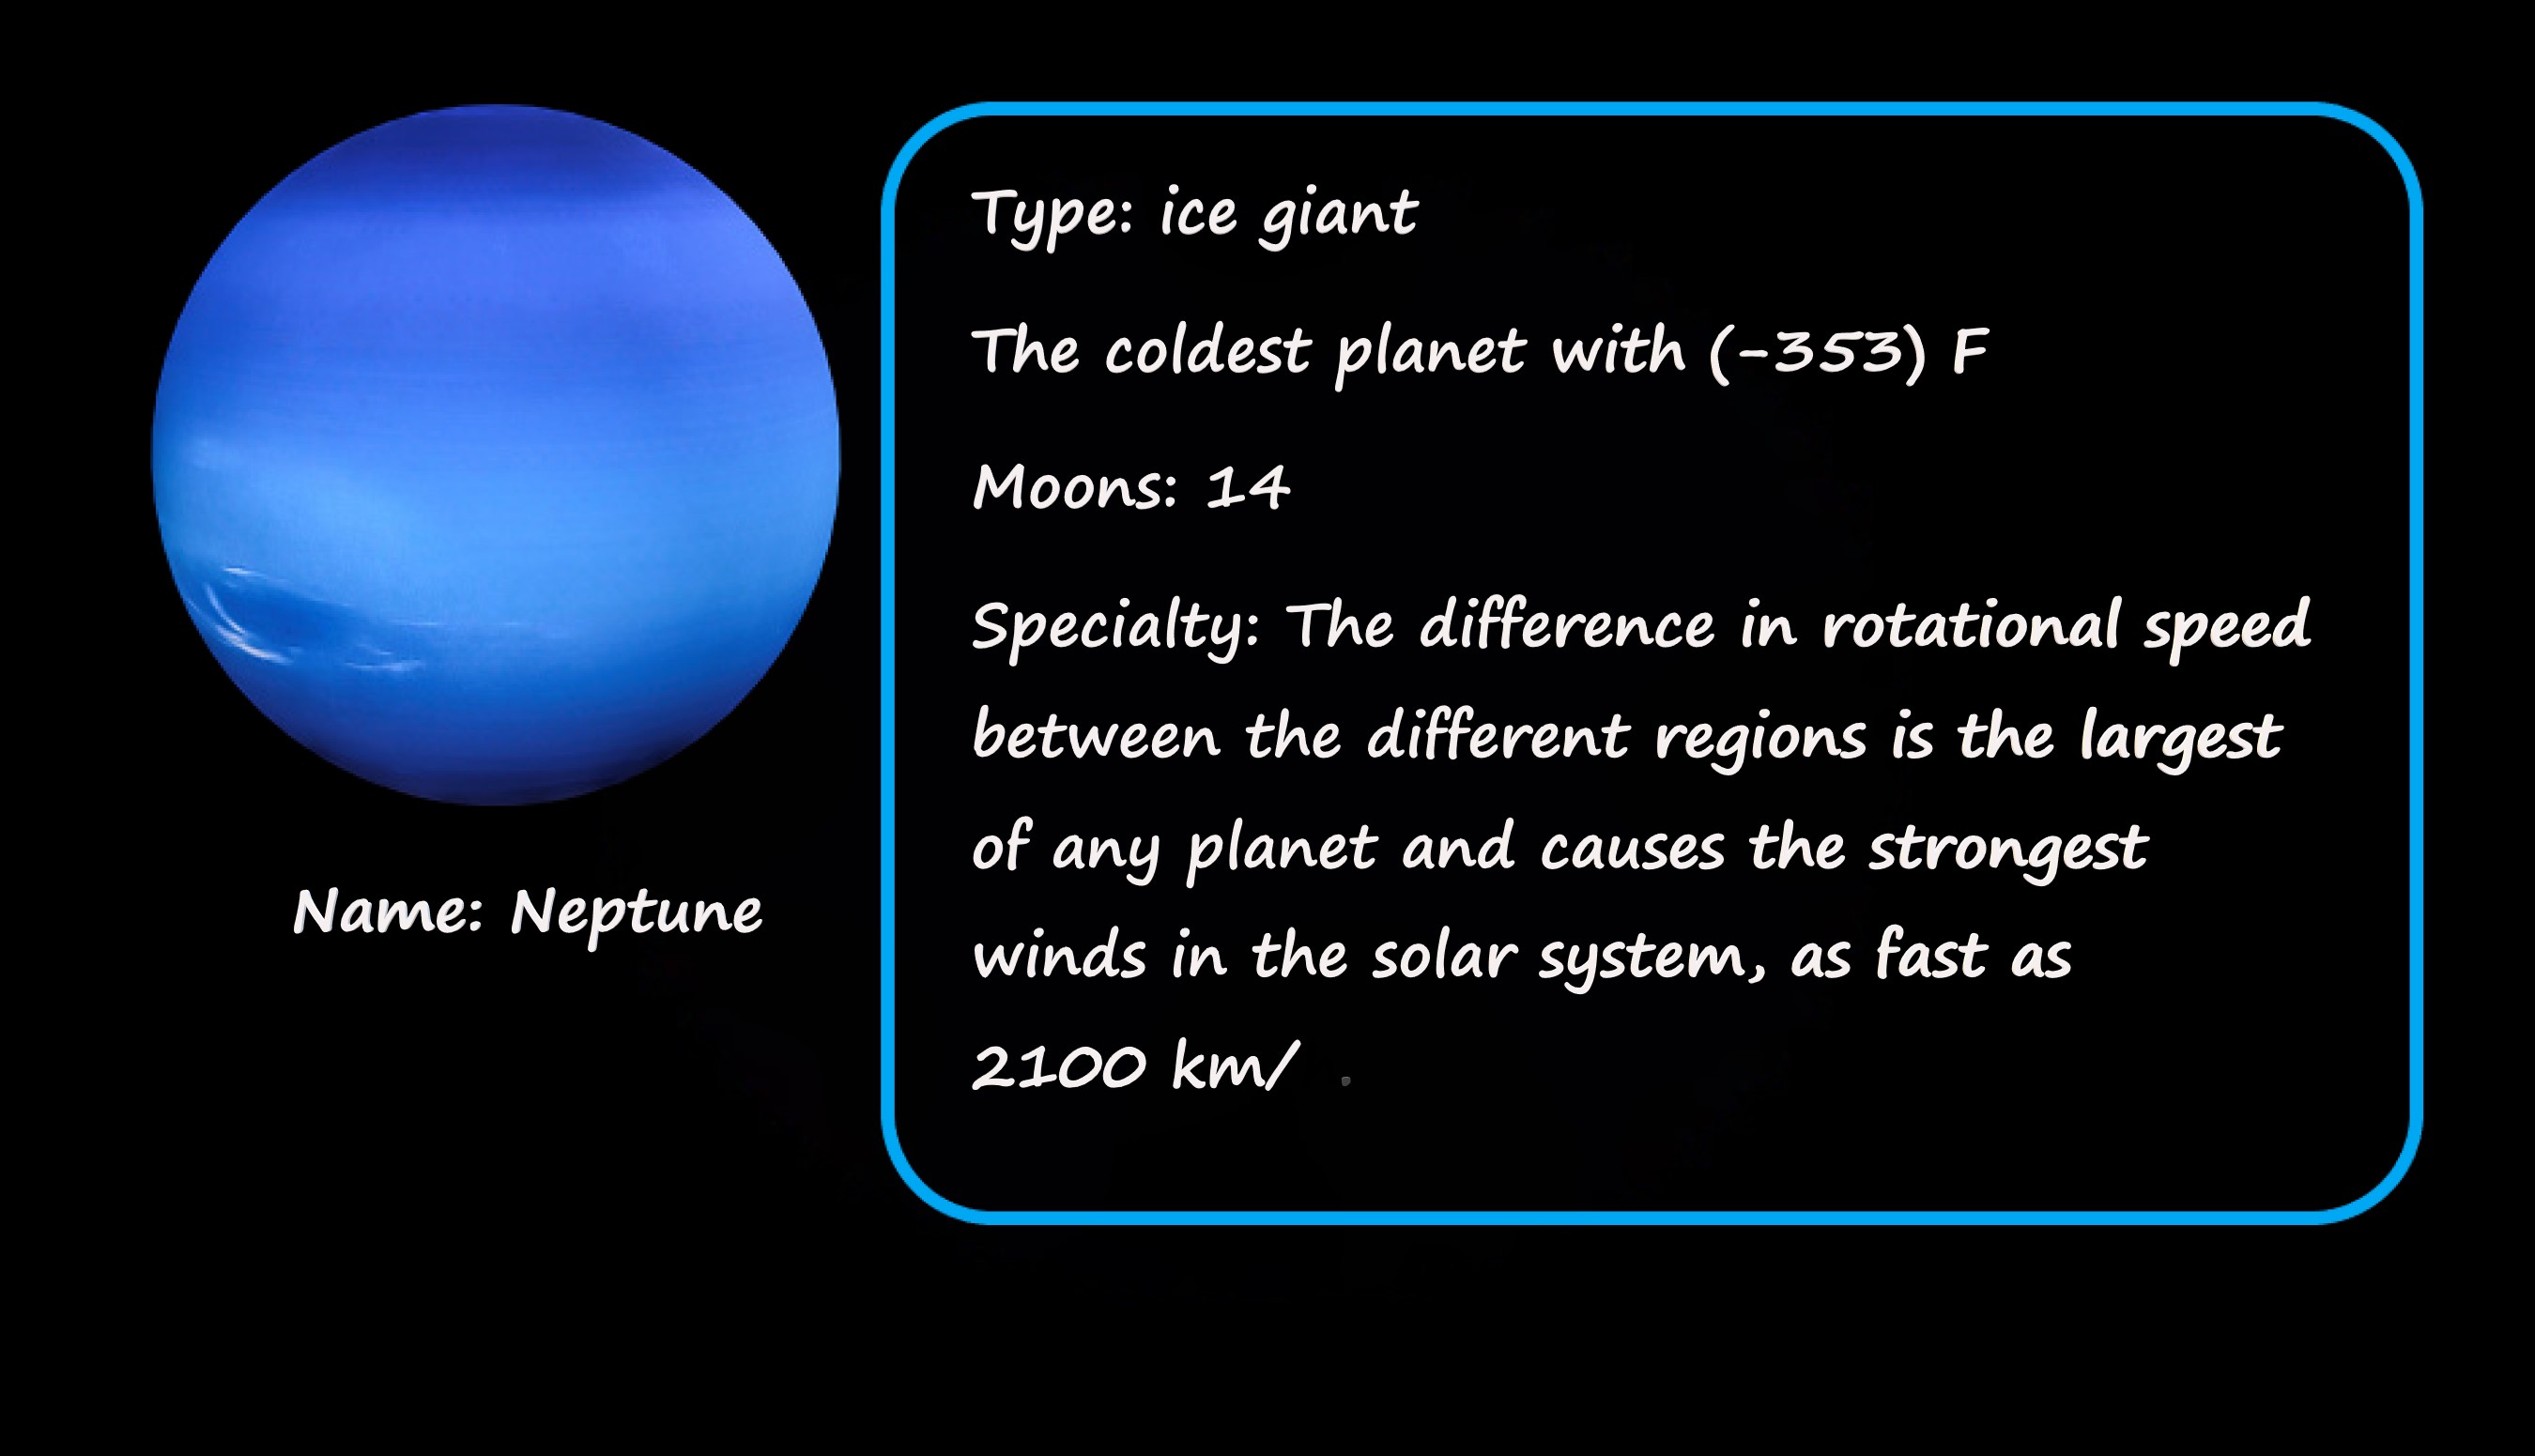 Type: ice giant
The coldest planet with (-353) F
Moons: 14
Specialty: The difference in rotational speed
between the different regions is the largest
of any planet and causes the strongest
winds in the solar system, as fast as
2100 km/ .
Name: Neptune